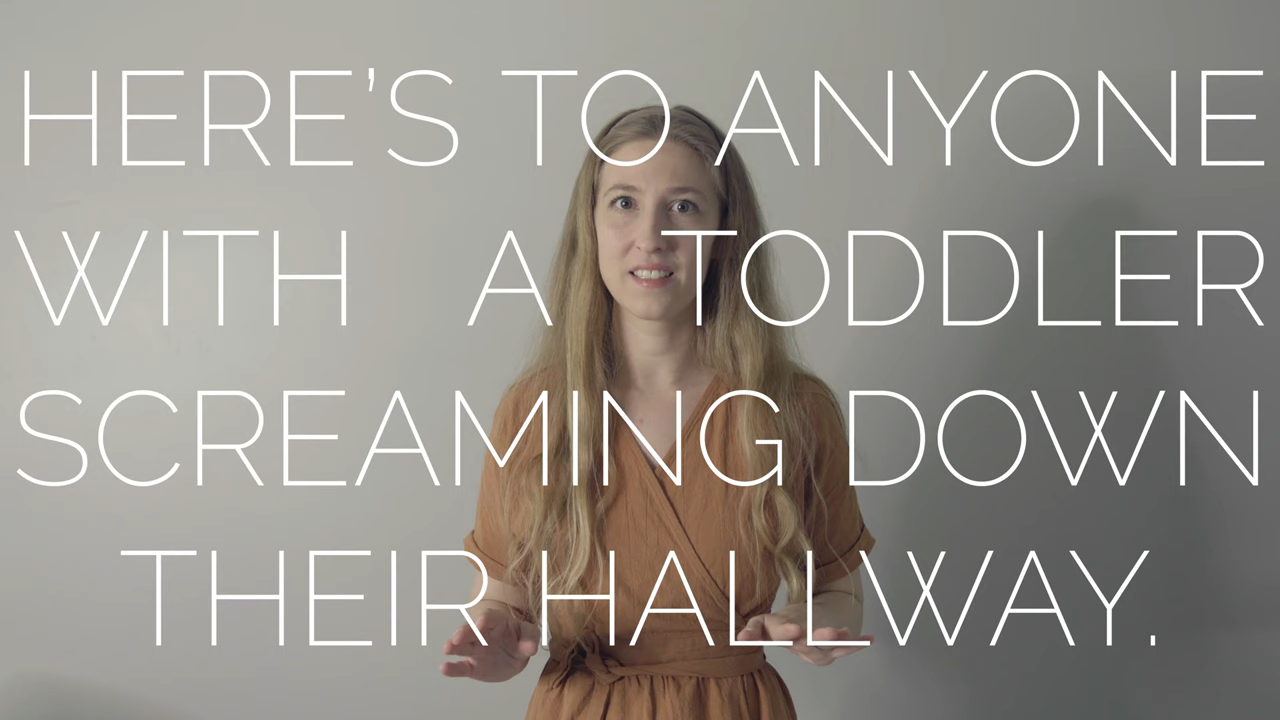 HERE'S TO ANYONE
WITH A TODDLER
SCREAMING DOWN
THEIR HALLWAY.